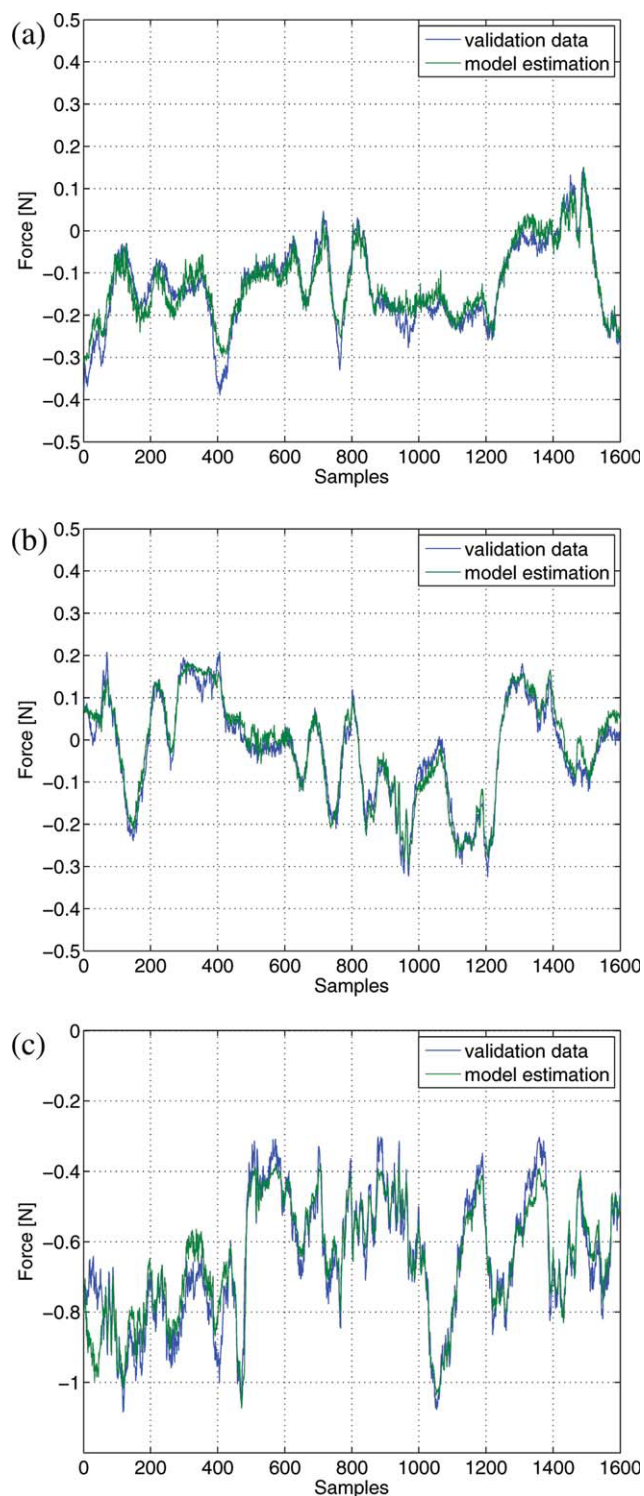 (a)
0.5
0.4
0.3
0.2
0.1
0
−0.1
−0.2
−0.3
−0.4
−0.5
Force [N]
validation data
model estimation
0 200 400 600 800 1000 1200 1400 1600
Samples
(b)
0.5
0.4
0.3
0.2
0.1
0
−0.1
−0.2
−0.3
−0.4
−0.5
Force [N]
validation data
model estimation
0 200 400 600 800 1000 1200 1400 1600
Samples
(c)
0
−0.2
−0.4
−0.6
−0.8
−1
Force [N]
validation data
model estimation
0 200 400 600 800 1000 1200 1400 1600
Samples